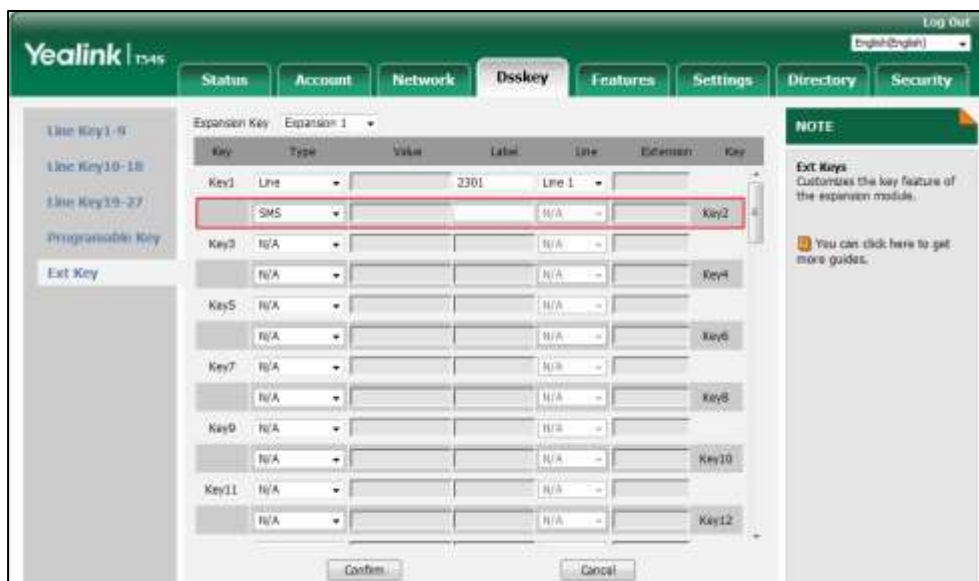 Log Out
Yealink T54S
English(English)
Status Account Network Dsskey Features Settings Directory Security
Line Key1-9
Line Key10-18
Line Key19-27
Programable Key
Ext Key
Expansion Key Expansion 1
Key Type Value Label Line Extension Key
Key1 Line 2301 Line 1
SMS N/A Key2
Key3 N/A N/A
N/A N/A Key4
Key5 N/A N/A
N/A N/A Key6
Key7 N/A N/A
N/A N/A Key8
Key9 N/A N/A
N/A N/A Key10
Key11 N/A N/A
N/A N/A Key12
Confirm Cancel
NOTE
Ext Keys
Customizes the key feature of
the expansion module.
You can click here to get
more guides.